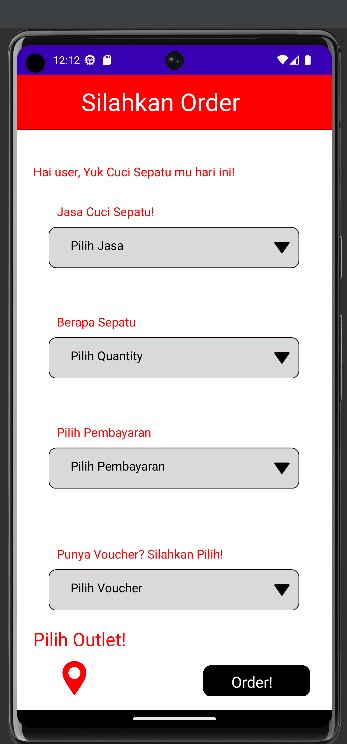 12:12
Silahkan Order
Hai user, Yuk Cuci Sepatu mu hari ini!
Jasa Cuci Sepatu!
Pilih Jasa
Berapa Sepatu
Pilih Quantity
Pilih Pembayaran
Pilih Pembayaran
Punya Voucher? Silahkan Pilih!
Pilih Voucher
Pilih Outlet!
Order!